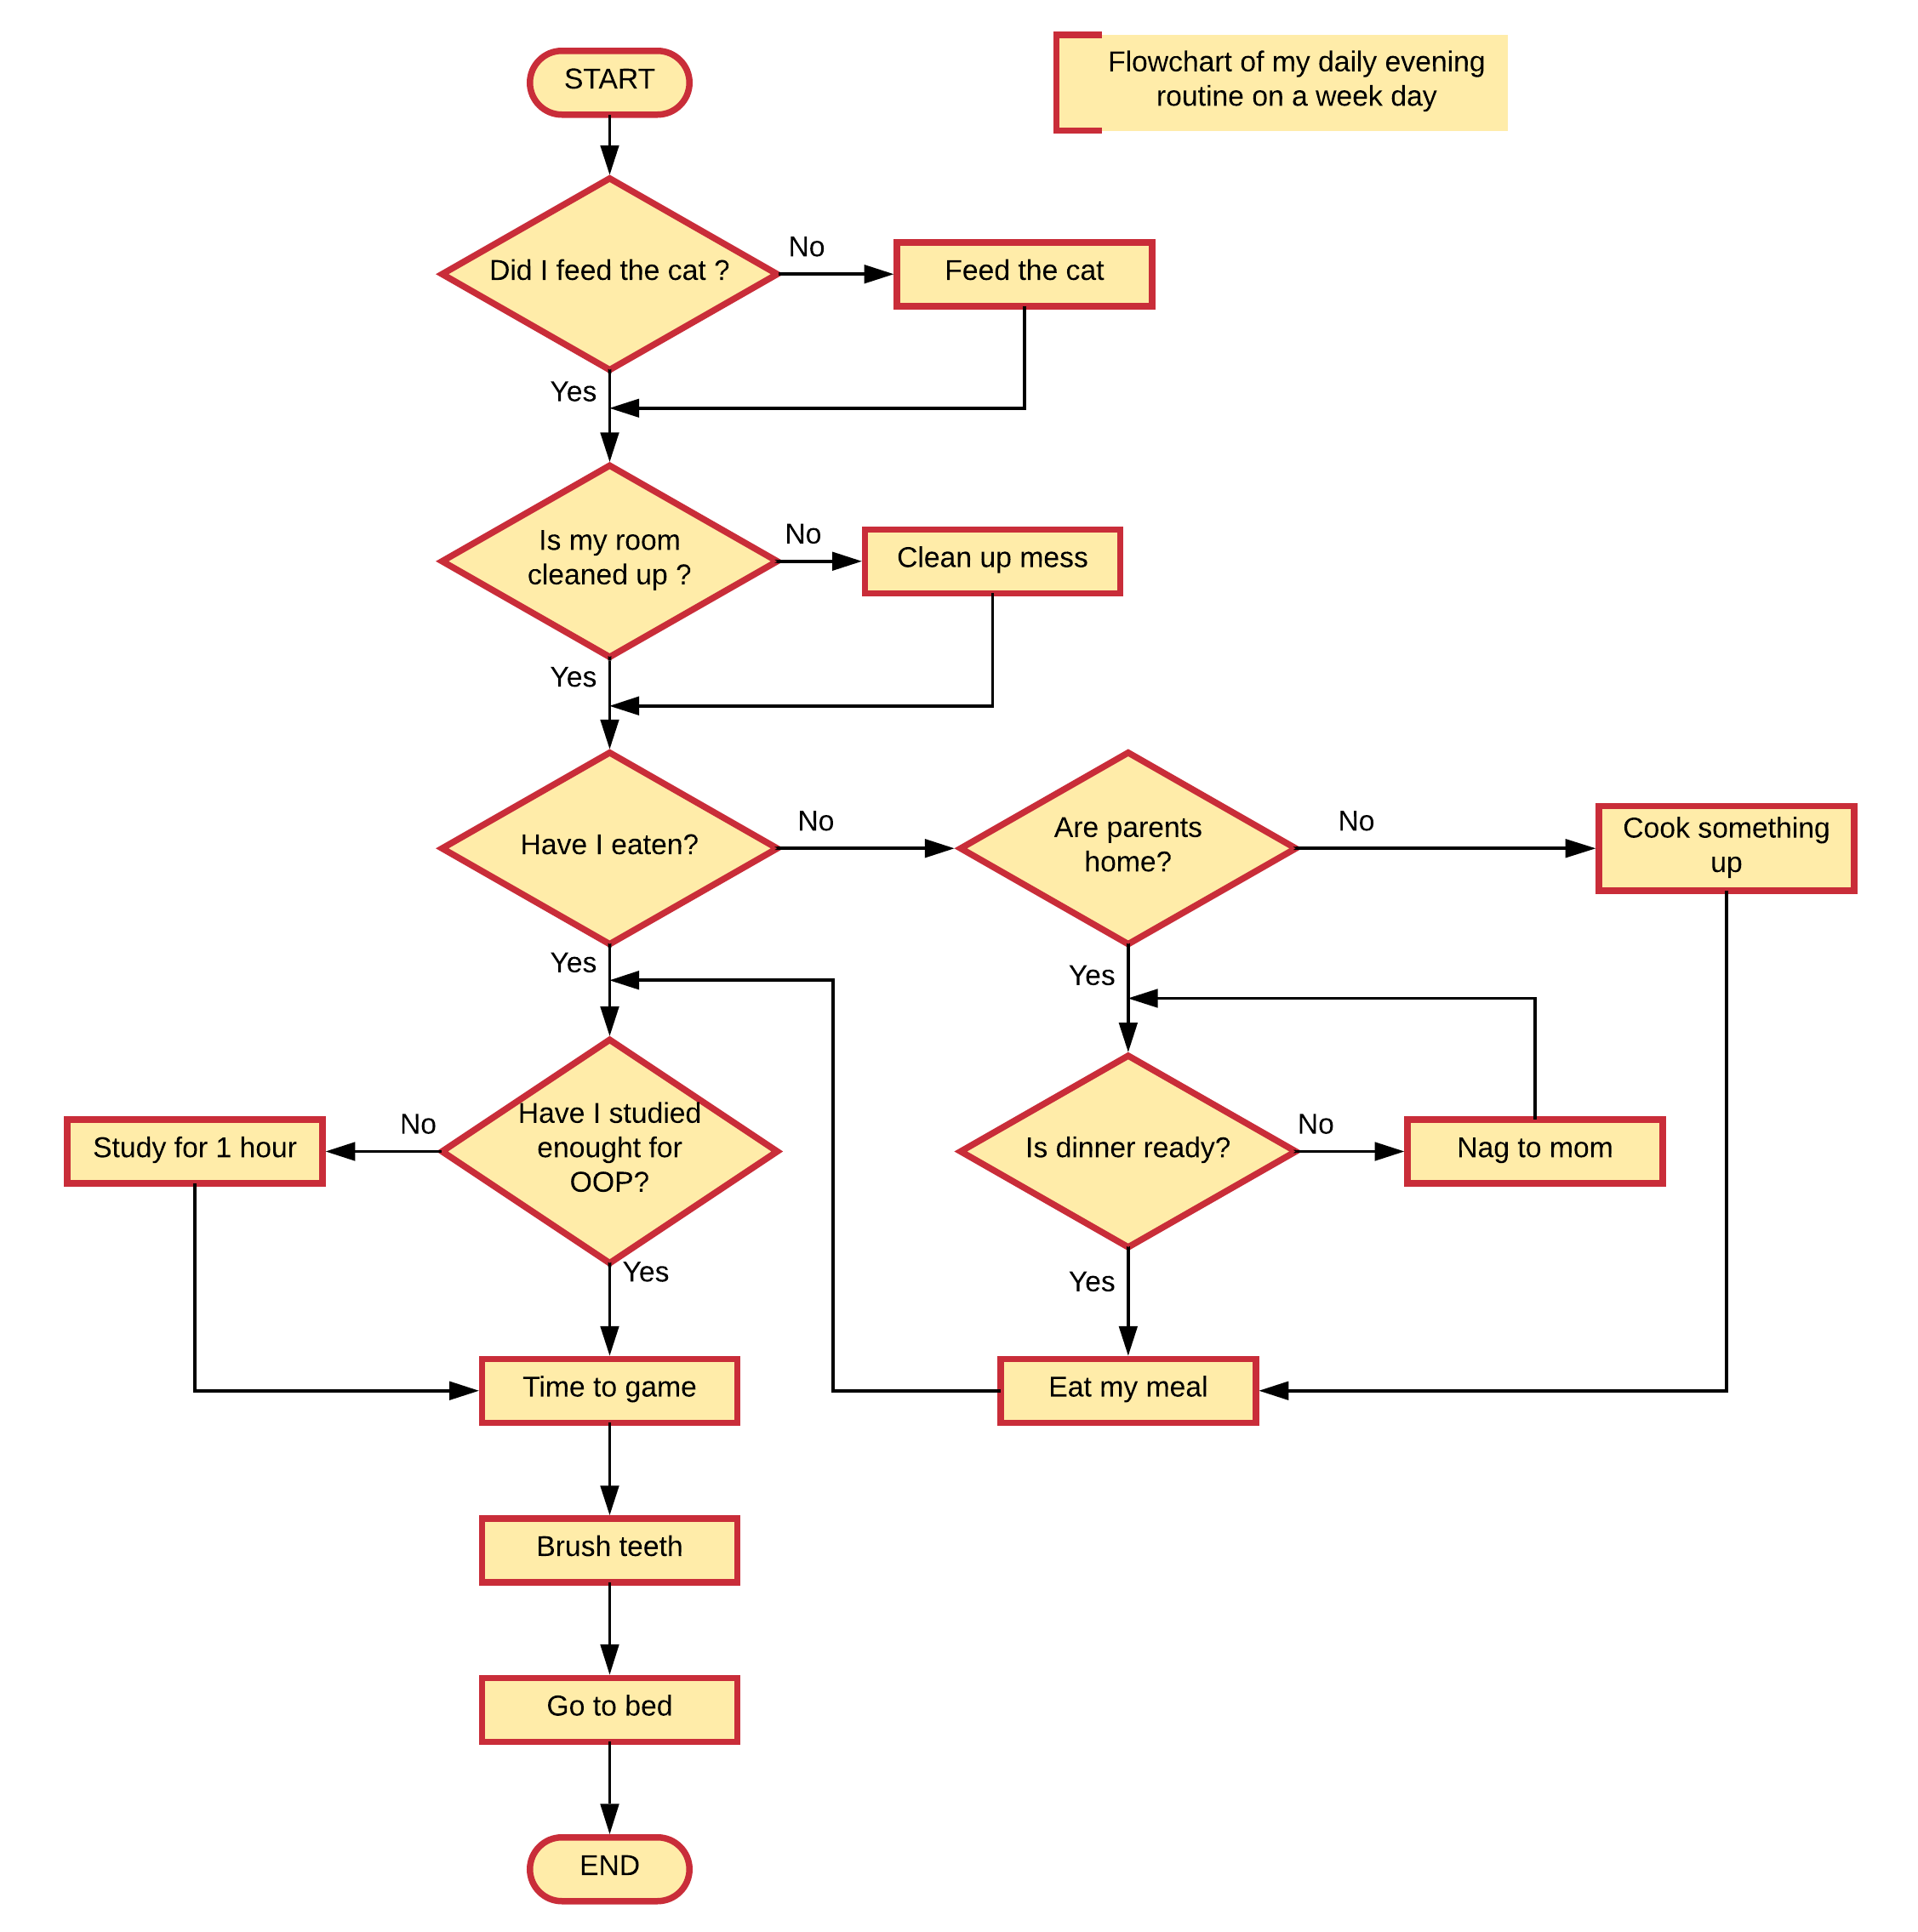 START
Flowchart of my daily evening
routine on a week day
Did I feed the cat ?
No
Feed the cat
Yes
Is my room
cleaned up ?
No
Clean up mess
Yes
Have I eaten?
No
Are parents
home?
No
Cook something
up
Yes
Yes
Have I studied
enought for
OOP?
No
Study for 1 hour
Is dinner ready?
No
Nag to mom
Yes
Yes
Time to game
Eat my meal
Brush teeth
Go to bed
END